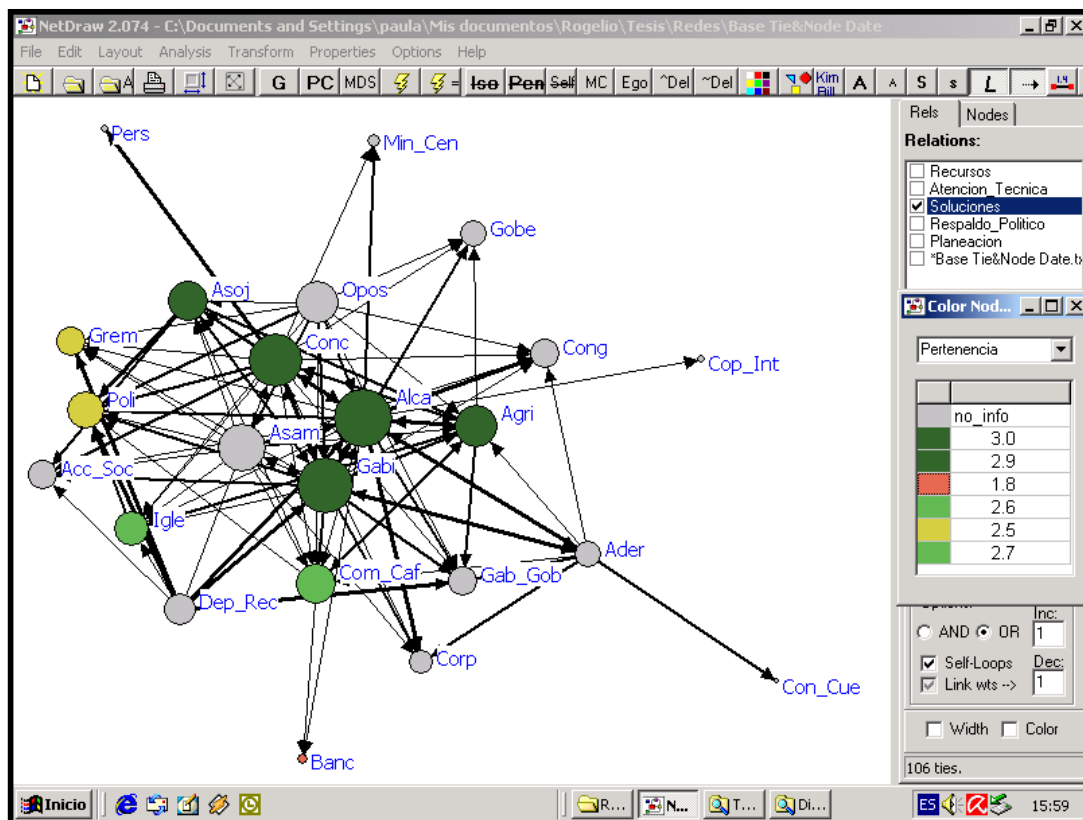 NetDraw 2.074 - C:\Documents and Settings\paula\Mis documentos\Rogelio\Tesis\Redes\Base Tie&Node Date
File Edit Layout Analysis Transform Properties Options Help
A G PC MDS = Iso Pen Self MC Ego ^Del ~Del Kim Bill A A S s L 1.4
Rels Nodes
Relations:
Recursos
Atencion_Tecnica
Soluciones
Respaldo_Politico
Planeacion
*Base Tie&Node Date.tx
Color Nod...
Pertenencia
no_info
3.0
2.9
1.8
2.6
2.5
2.7
Inc:
AND OR 1
Self-Loops Dec:
Link wts --> 1
Width Color
106 ties.
Pers
Min_Cen
Gobe
Asoj
Opos
Grem
Conc
Cong
Cop_Int
Poli
Alca
Agri
Asam
Acc_Soc
Gabi
Igle
Ader
Com_Caf
Gab_Gob
Dep_Rec
Corp
Con_Cue
Banc
Inicio R... N... T... Di... ES 15:59